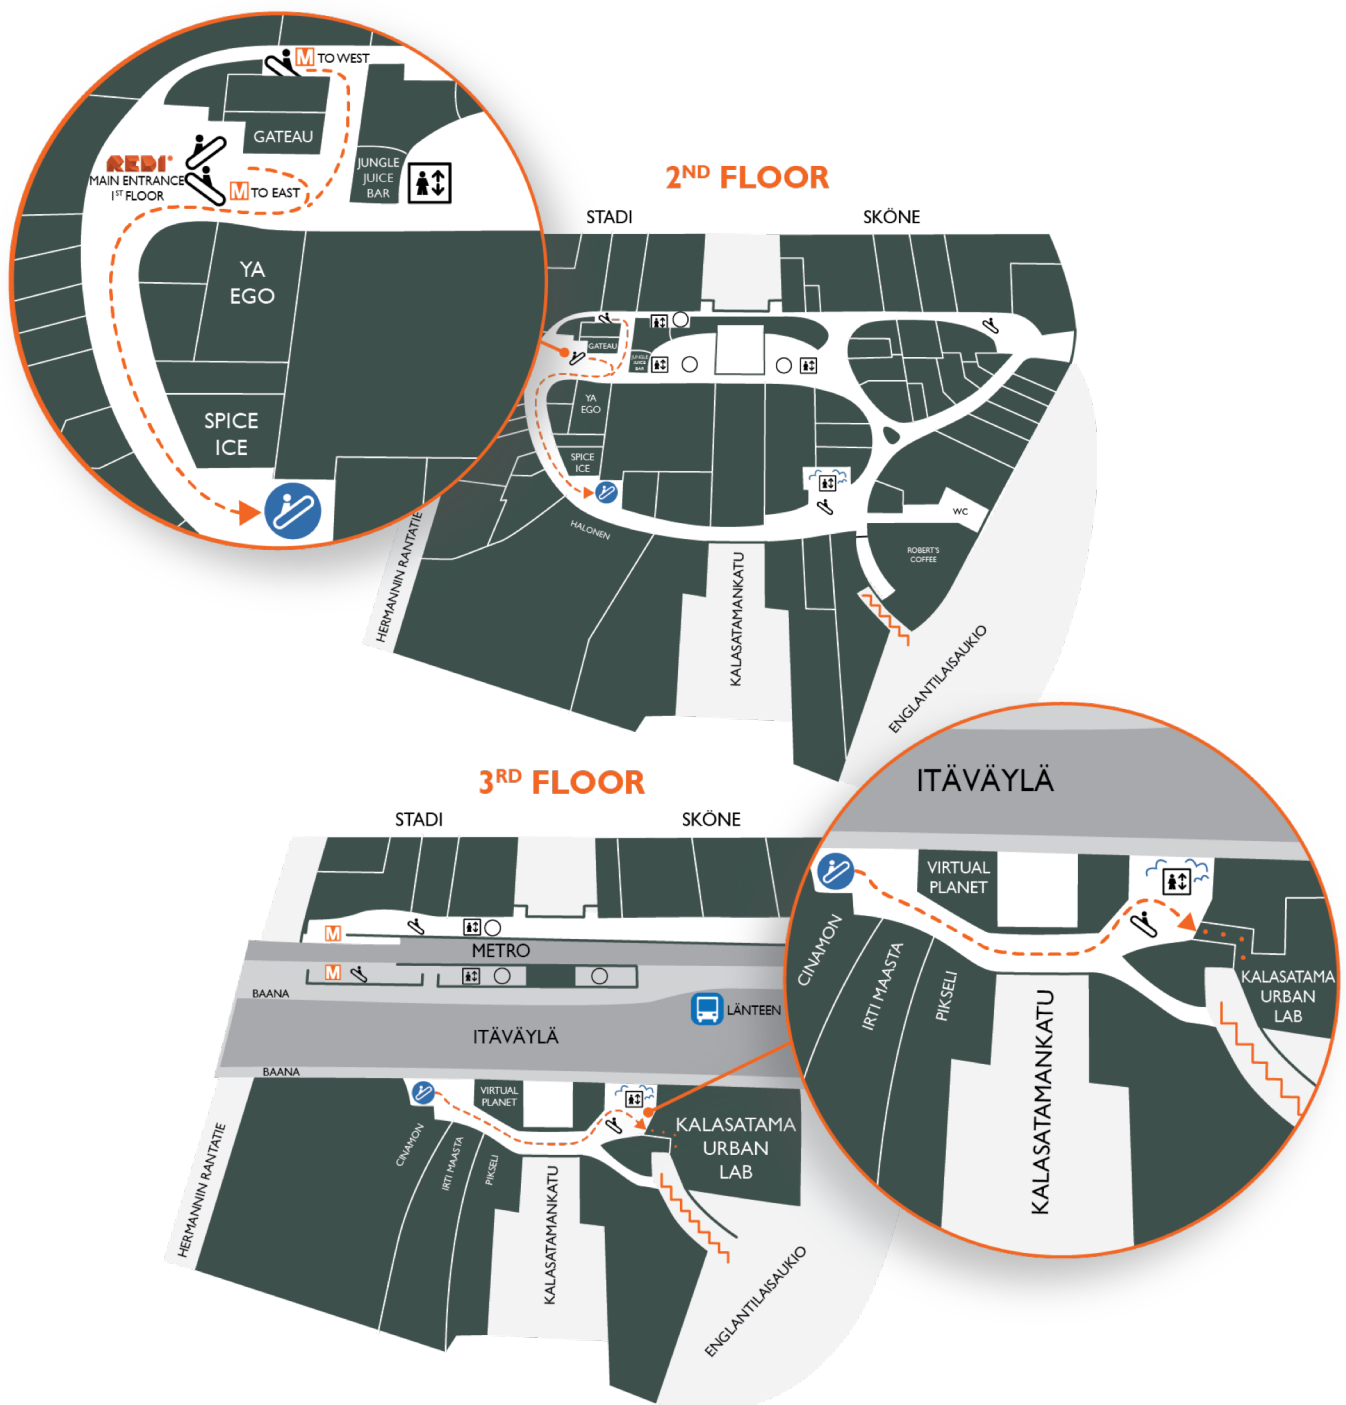 M TO WEST
GATEAU
JUNGLE
JUICE
BAR
REDI
MAIN ENTRANCE
1ST FLOOR
M TO EAST
YA
EGO
SPICE
ICE
2ND FLOOR
STADI
SKÖNE
GATEAU
JUNGLE
JUICE
BAR
YA
EGO
SPICE
ICE
HALONEN
WC
ROBERT'S
COFFEE
HERMANNIN RANTATIE
KALASATAMANKATU
ENGLANTILAISAUKIO
3RD FLOOR
STADI
SKÖNE
M
METRO
M
BAANA
LÄNTEEN
ITÄVÄYLÄ
BAANA
VIRTUAL
PLANET
CINAMON
IRTI MAASTA
PIKSELI
KALASATAMA
URBAN
LAB
HERMANNIN RANTATIE
KALASATAMANKATU
ENGLANTILAISAUKIO
ITÄVÄYLÄ
VIRTUAL
PLANET
CINAMON
IRTI MAASTA
PIKSELI
KALASATAMA
URBAN
LAB
KALASATAMANKATU